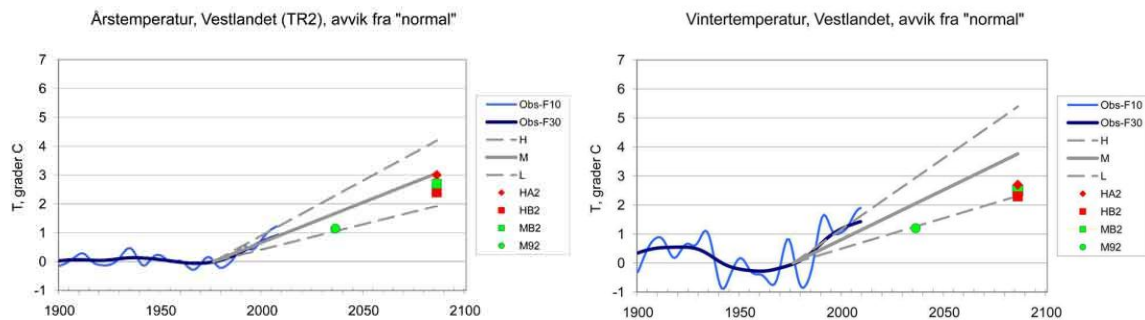 Årstemperatur, Vestlandet (TR2), avvik fra "normal"
T, grader C
7
6
5
4
3
2
1
0
-1
1900
1950
2000
2050
2100
Obs-F10
Obs-F30
H
M
L
HA2
HB2
MB2
M92
Vintertemperatur, Vestlandet, avvik fra "normal"
T, grader C
7
6
5
4
3
2
1
0
-1
1900
1950
2000
2050
2100
Obs-F10
Obs-F30
H
M
L
HA2
HB2
MB2
M92